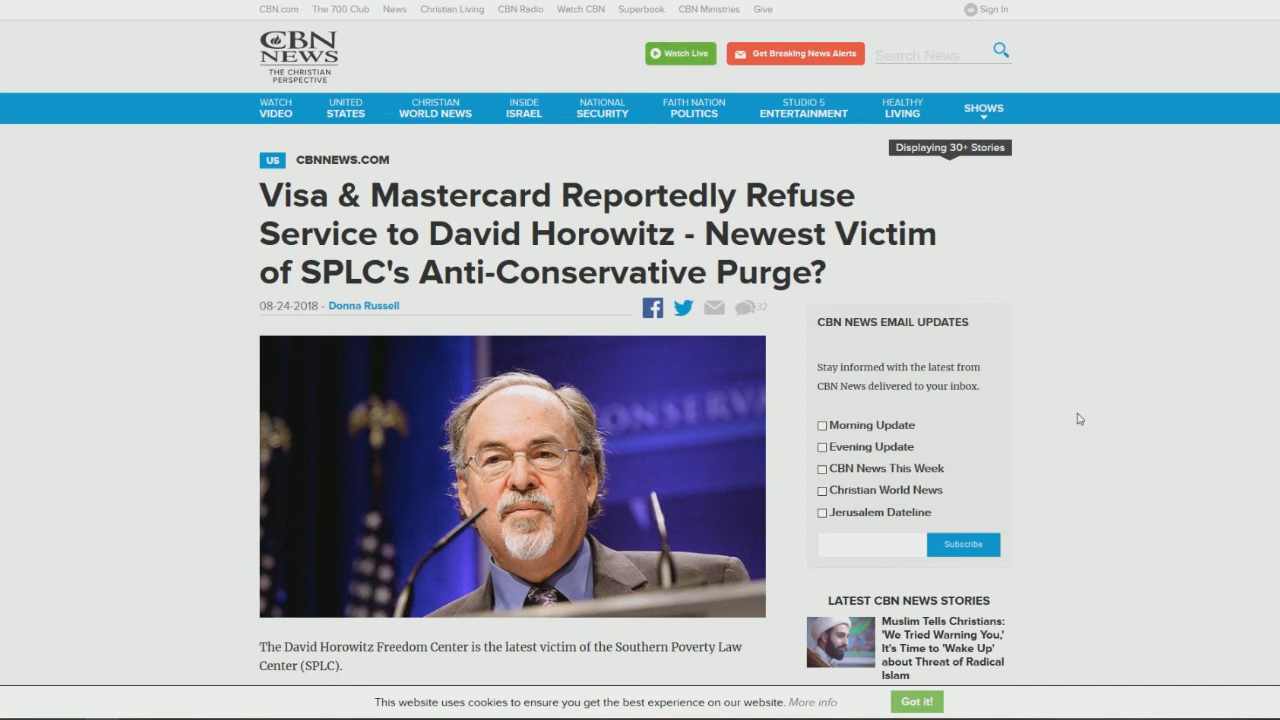 CBN.com The 700 Club News Christian Living CBN Radio Watch CBN Superbook CBN Ministries Give Sign In
CBN
NEWS
THE CHRISTIAN
PERSPECTIVE
Watch Live
Get Breaking News Alerts
Search News
WATCH
VIDEO
UNITED
STATES
CHRISTIAN
WORLD NEWS
INSIDE
ISRAEL
NATIONAL
SECURITY
FAITH NATION
POLITICS
STUDIO 5
ENTERTAINMENT
HEALTHY
LIVING
SHOWS
Displaying 30+ Stories
US CBNNEWS.COM
Visa & Mastercard Reportedly Refuse
Service to David Horowitz - Newest Victim
of SPLC's Anti-Conservative Purge?
08-24-2018 - Donna Russell
32
CONSERVA
The David Horowitz Freedom Center is the latest victim of the Southern Poverty Law
Center (SPLC).
CBN NEWS EMAIL UPDATES
Stay informed with the latest from
CBN News delivered to your inbox.
Morning Update
Evening Update
CBN News This Week
Christian World News
Jerusalem Dateline
Subscribe
LATEST CBN NEWS STORIES
Muslim Tells Christians:
'We Tried Warning You,'
It's Time to 'Wake Up'
about Threat of Radical
Islam
This website uses cookies to ensure you get the best experience on our website. More info
Got it!